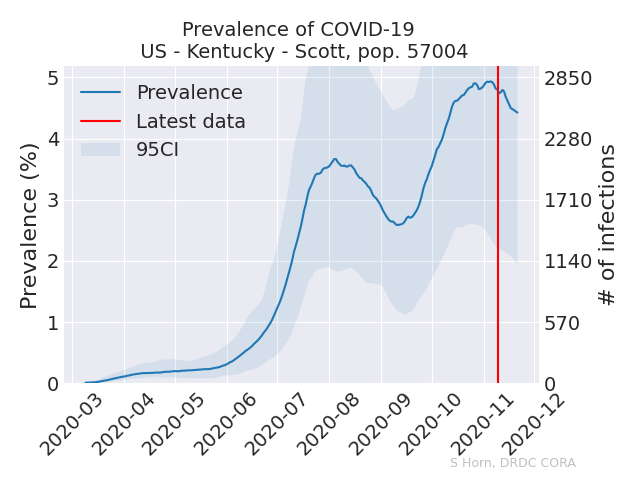 Prevalence of COVID-19
US - Kentucky - Scott, pop. 57004
Prevalence
Latest data
95CI
Prevalence (%)
5
4
3
2
1
0
2850
2280
1710
1140
570
0
# of infections
2020-03
2020-04
2020-05
2020-06
2020-07
2020-08
2020-09
2020-10
2020-11
2020-12
S Horn, DRDC CORA